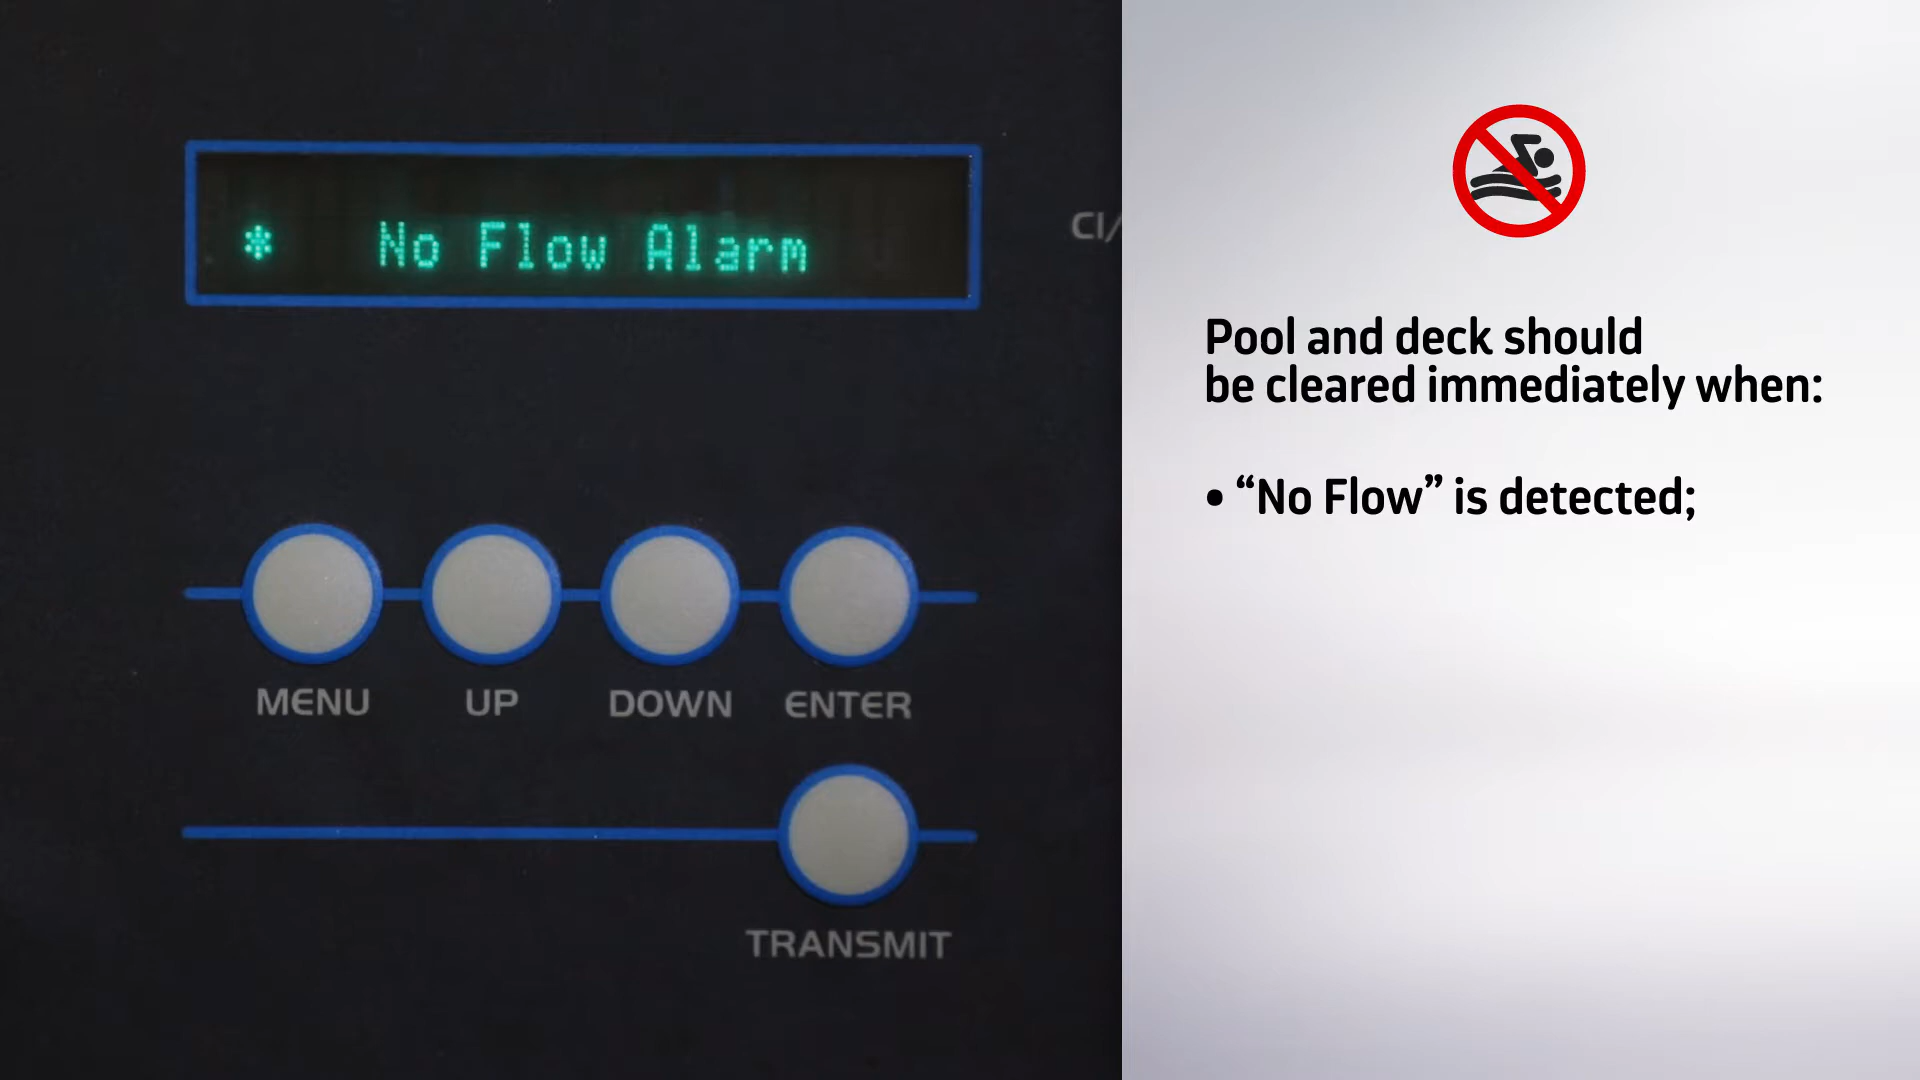 * No Flow Alarm
Cl/
MENU UP DOWN ENTER
TRANSMIT
Pool and deck should
be cleared immediately when:
• “No Flow” is detected;